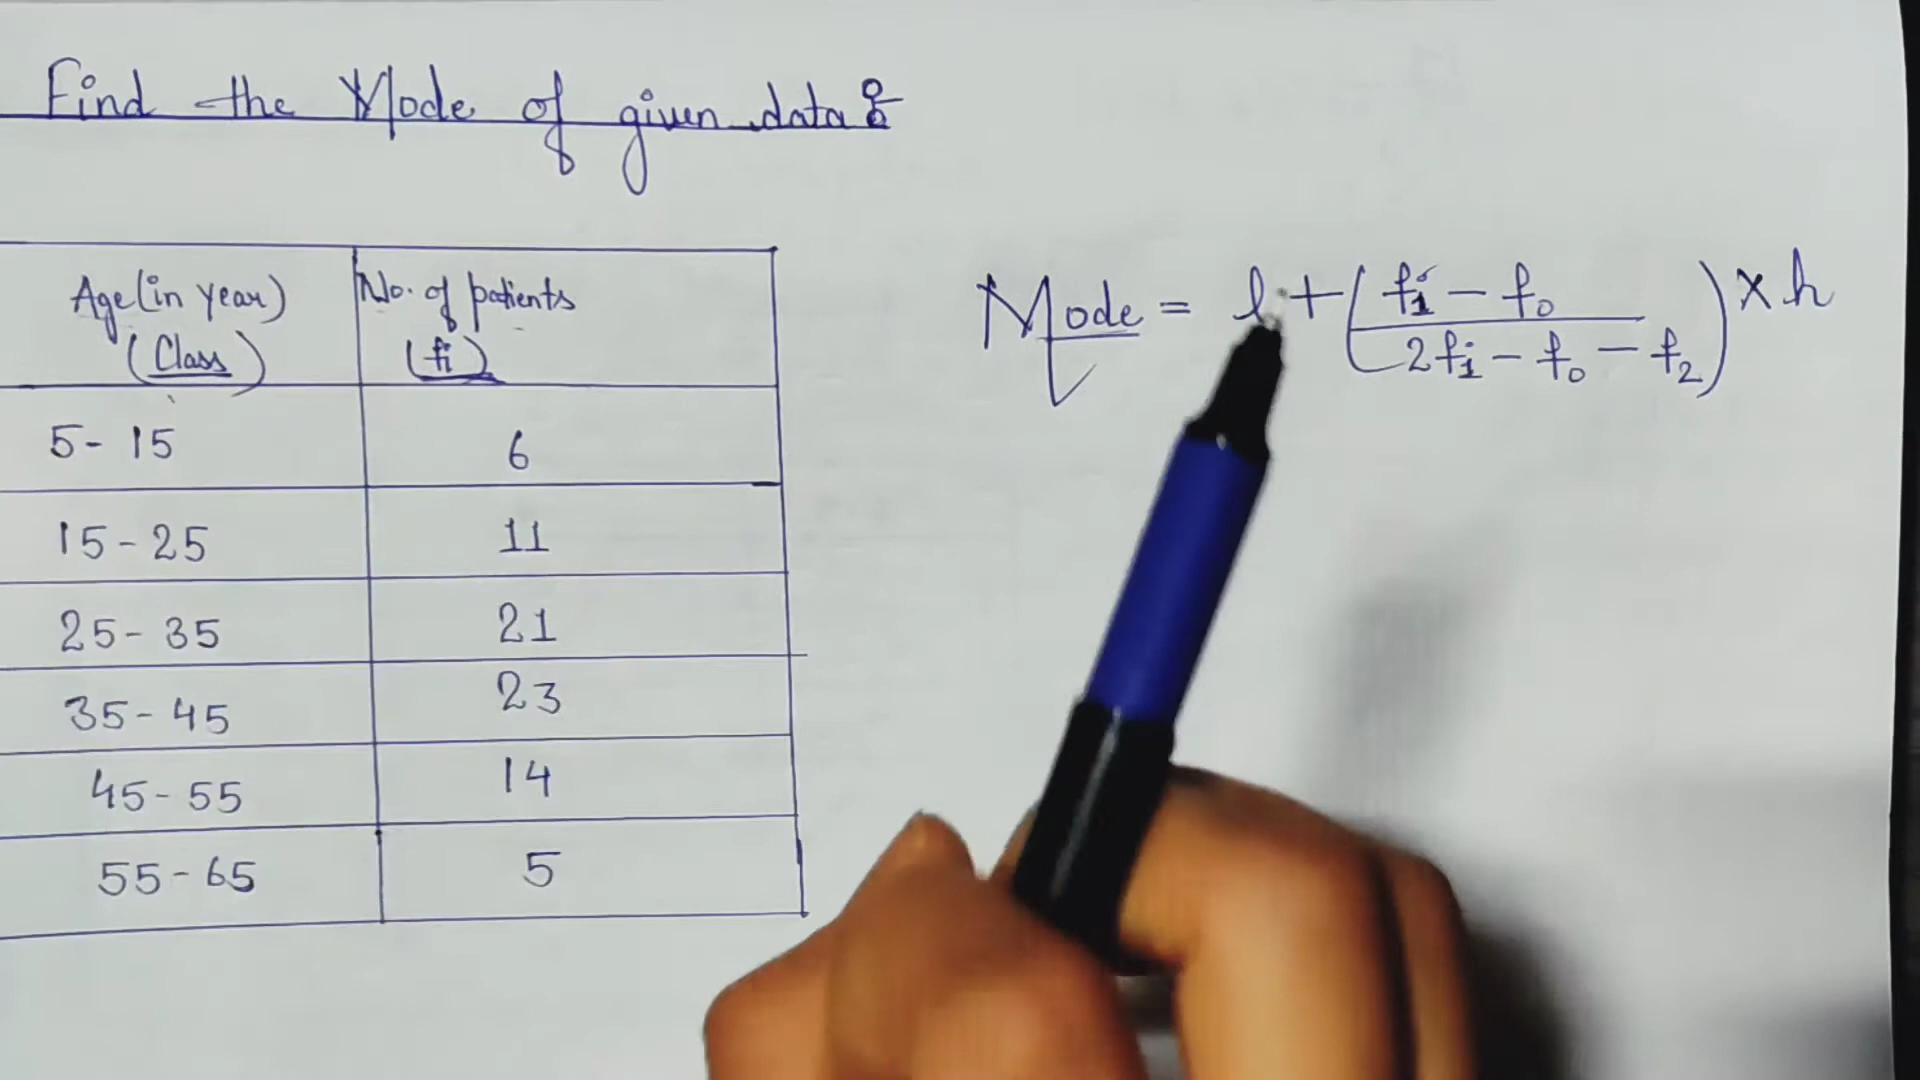 Find the Mode of given data:
Age (in year) (Class) | No. of patients (fi)
5 - 15 | 6
15 - 25 | 11
25 - 35 | 21
35 - 45 | 23
45 - 55 | 14
55 - 65 | 5
Mode = l + ( (f1 - f0) / (2f1 - f0 - f2) ) × h